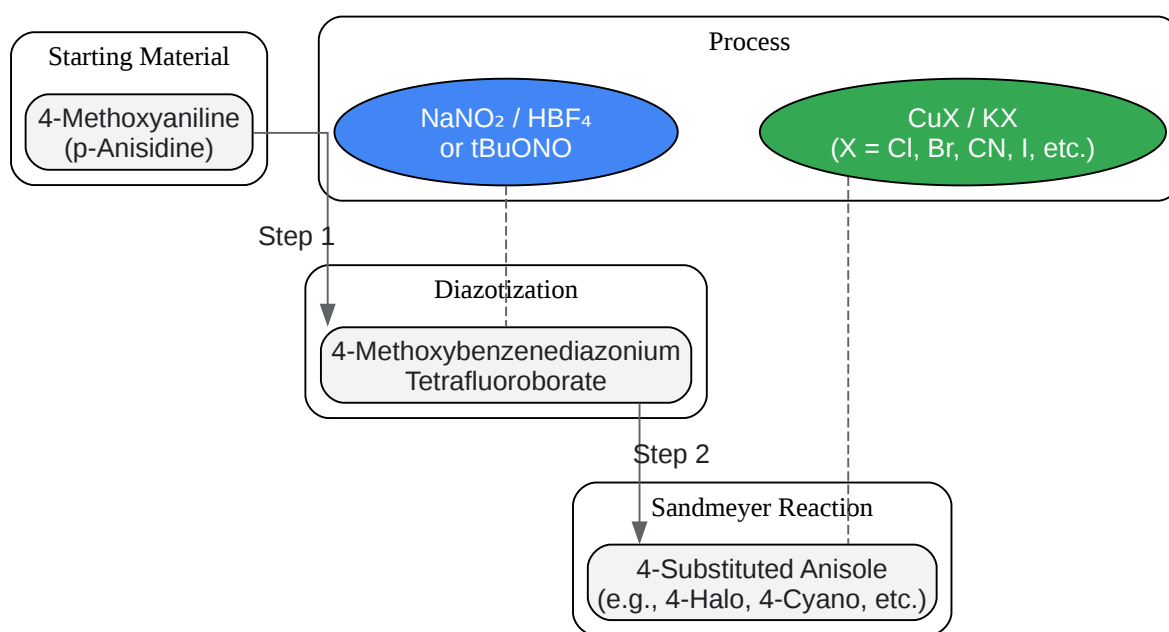 Starting Material
4-Methoxyaniline
(p-Anisidine)
Process
NaNO₂ / HBF₄
or tBuONO
CuX / KX
(X = Cl, Br, CN, I, etc.)
Step 1
Diazotization
4-Methoxybenzenediazonium
Tetrafluoroborate
Step 2
Sandmeyer Reaction
4-Substituted Anisole
(e.g., 4-Halo, 4-Cyano, etc.)